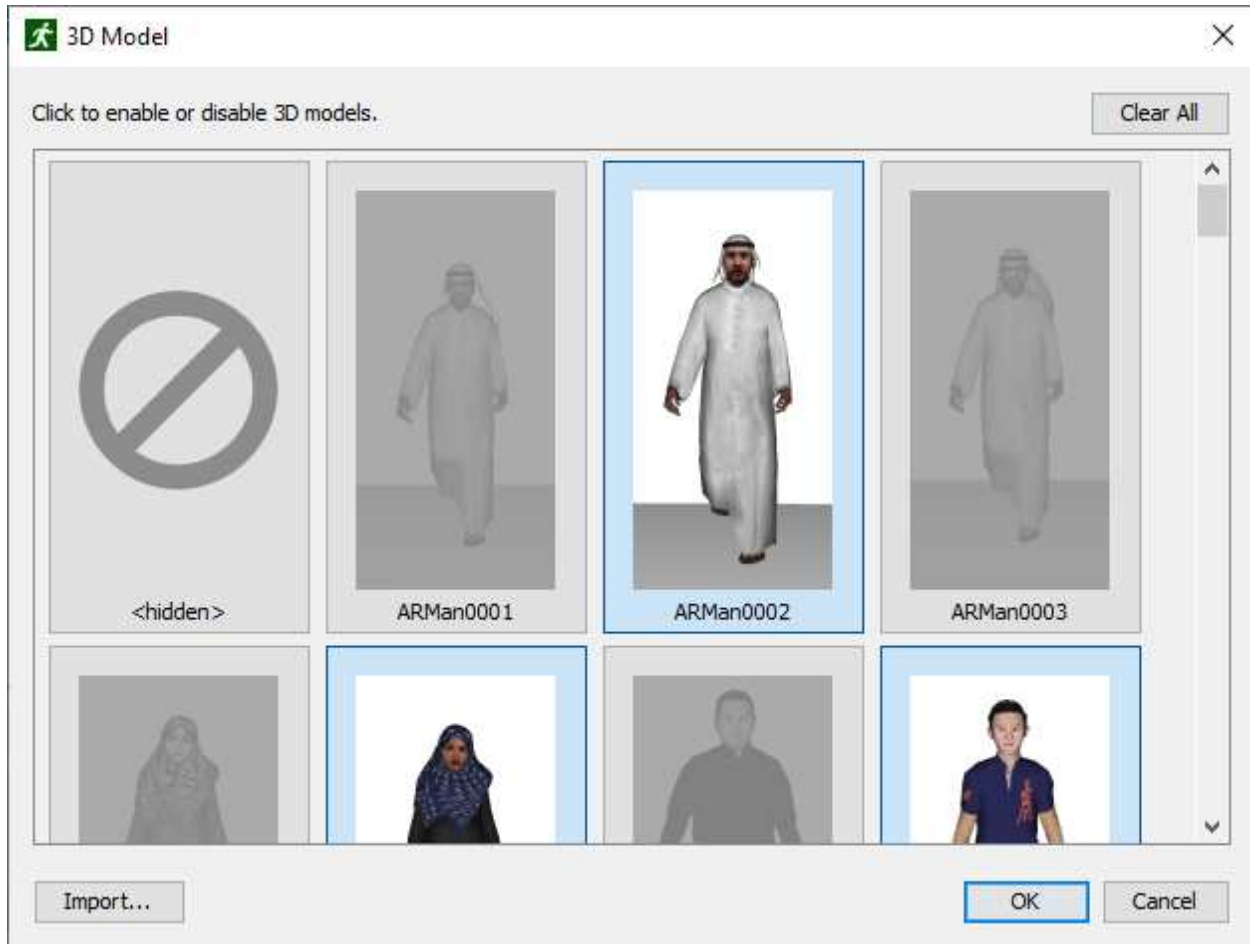 3D Model
Click to enable or disable 3D models.
Clear All
<hidden>
ARMan0001
ARMan0002
ARMan0003
Import...
OK
Cancel